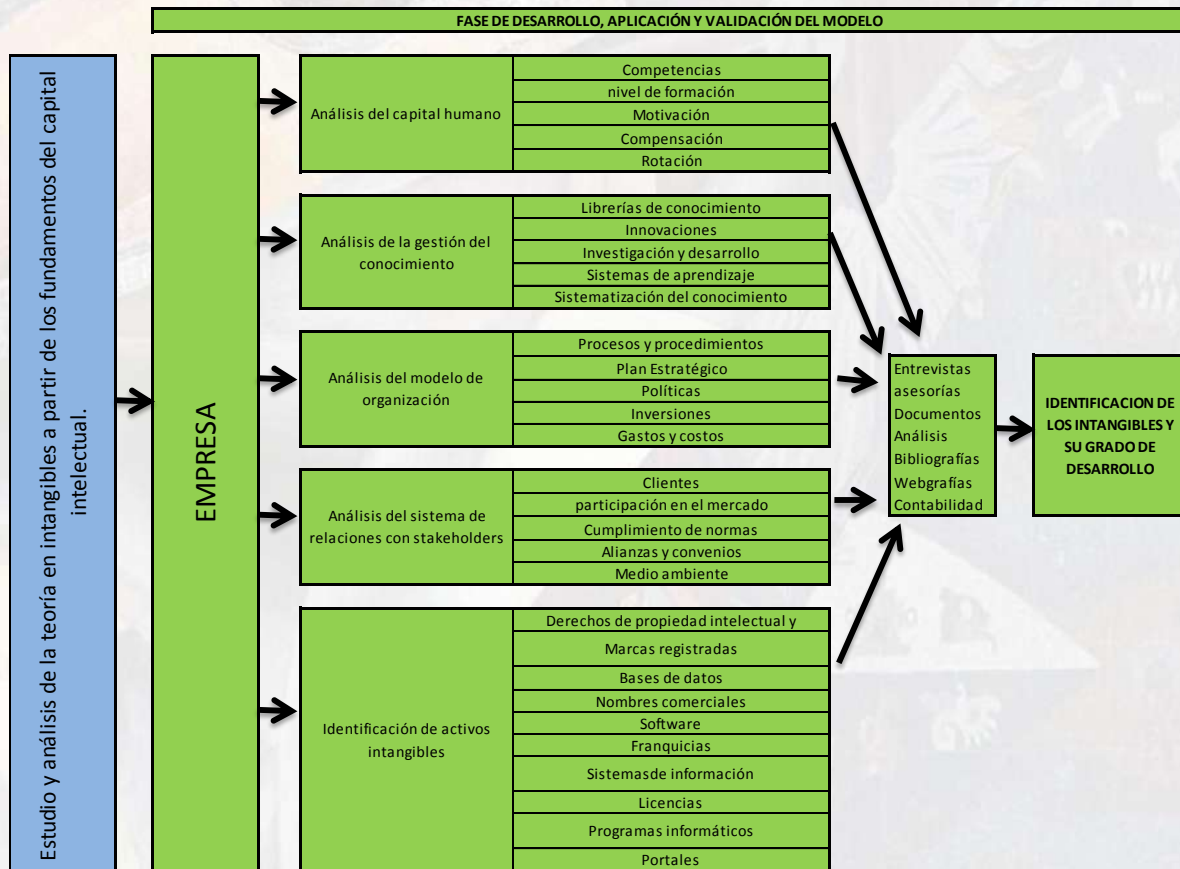 FASE DE DESARROLLO, APLICACIÓN Y VALIDACIÓN DEL MODELO
Estudio y análisis de la teoría en intangibles a partir de los fundamentos del capital
intelectual.
EMPRESA
Análisis del capital humano
Competencias
nivel de formación
Motivación
Compensación
Rotación
Análisis de la gestión del
conocimiento
Librerías de conocimiento
Innovaciones
Investigación y desarrollo
Sistemas de aprendizaje
Sistematización del conocimiento
Análisis del modelo de
organización
Procesos y procedimientos
Plan Estratégico
Políticas
Inversiones
Gastos y costos
Análisis del sistema de
relaciones con stakeholders
Clientes
participación en el mercado
Cumplimiento de normas
Alianzas y convenios
Medio ambiente
Identificación de activos
intangibles
Derechos de propiedad intelectual y
Marcas registradas
Bases de datos
Nombres comerciales
Software
Franquicias
Sistemasde información
Licencias
Programas informáticos
Portales
Entrevistas
asesorías
Documentos
Análisis
Bibliografías
Webgrafías
Contabilidad
IDENTIFICACION DE
LOS INTANGIBLES Y
SU GRADO DE
DESARROLLO